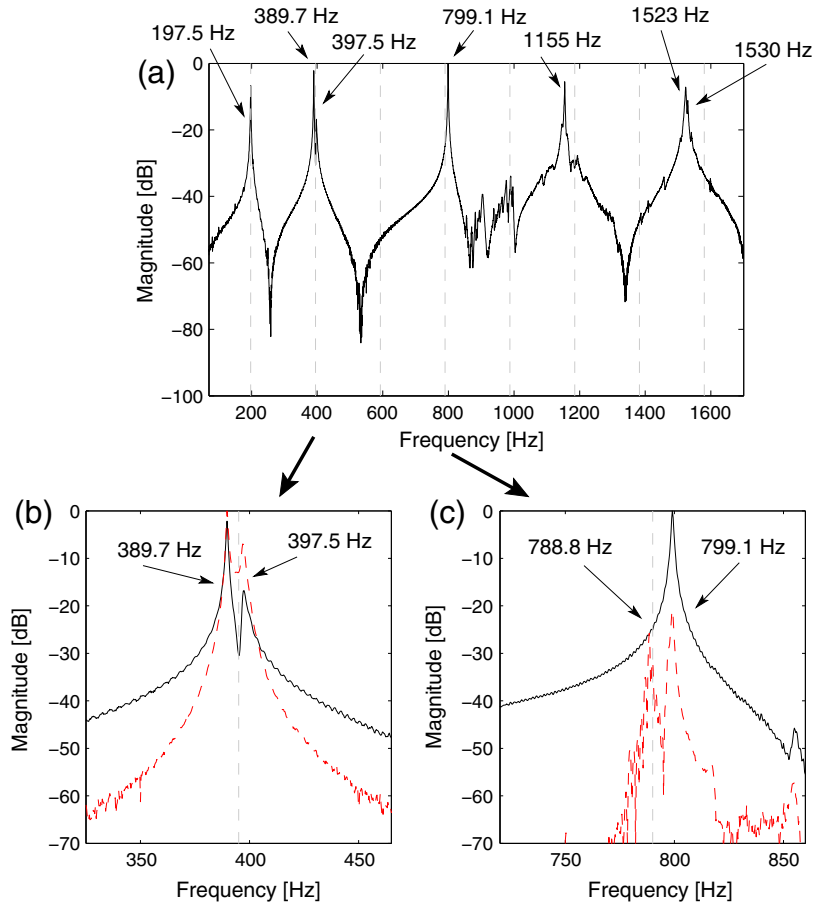 389.7 Hz
799.1 Hz
1523 Hz
197.5 Hz
397.5 Hz
1155 Hz
1530 Hz
(a)
0
−20
−40
−60
−80
−100
Magnitude [dB]
200 400 600 800 1000 1200 1400 1600
Frequency [Hz]
(b)
0
−10
−20
−30
−40
−50
−60
−70
Magnitude [dB]
389.7 Hz
397.5 Hz
350 400 450
Frequency [Hz]
(c)
0
−10
−20
−30
−40
−50
−60
−70
Magnitude [dB]
788.8 Hz
799.1 Hz
750 800 850
Frequency [Hz]